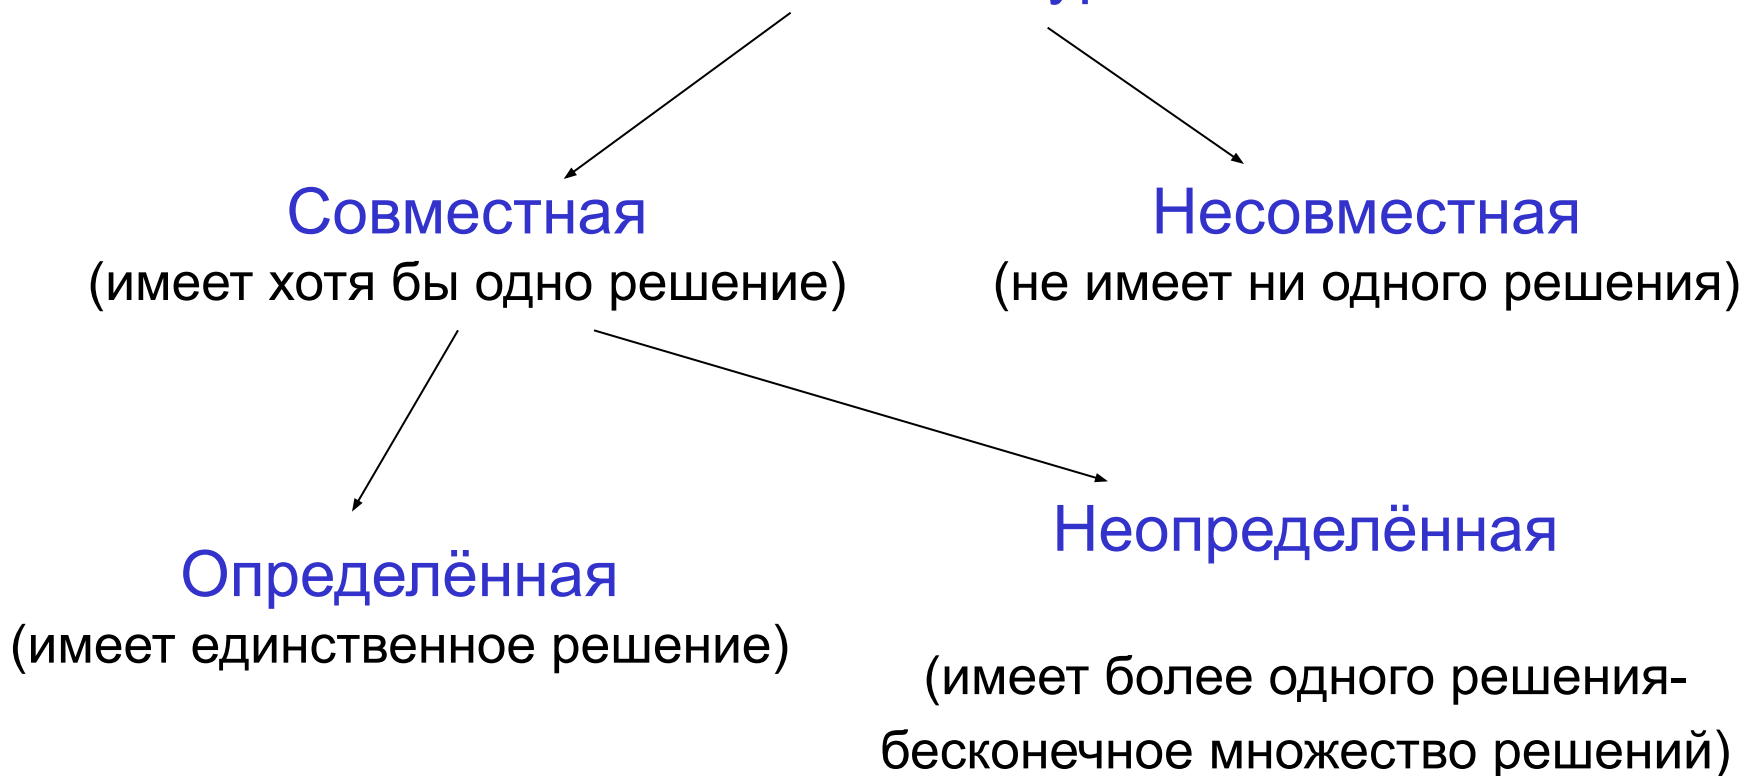 Совместная
Несовместная
(имеет хотя бы одно решение)
(не имеет ни одного решения)
Определённая
(имеет единственное решение)
Неопределённая
(имеет более одного решения-
бесконечное множество решений)